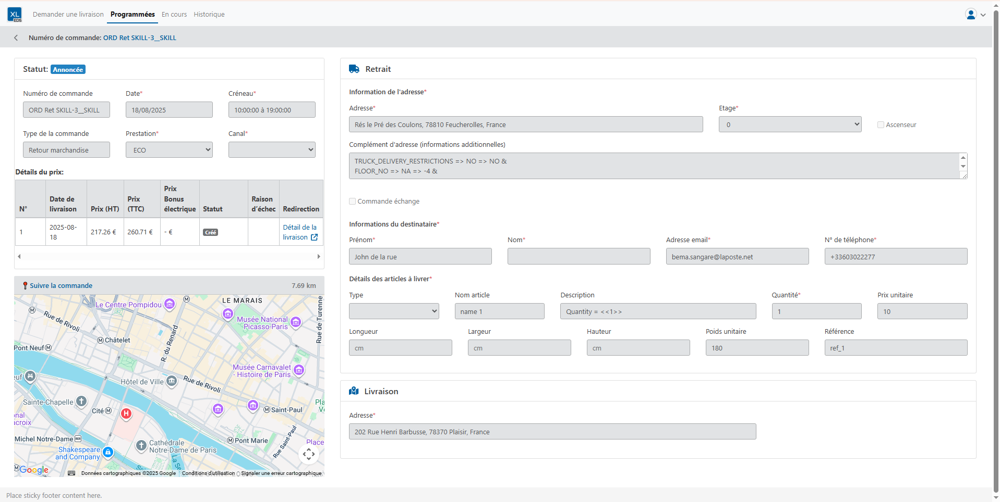 XL
EDS
Demander une livraison
Programmées
En cours
Historique
Numéro de commande: ORD Ret SKILL-3__SKILL
Statut: Annoncée
Numéro de commande
Date*
Créneau*
ORD Ret SKILL-3__SKILL
18/08/2025
10:00:00 à 19:00:00
Type de la commande
Prestation*
Canal*
Retour marchandise
ECO
Détails du prix:
N°
Date de livraison
Prix (HT)
Prix (TTC)
Prix Bonus électrique
Statut
Raison d'échec
Redirection
1
2025-08-18
217.26 €
260.71 €
- €
Créé
Détail de la livraison
Suivre la commande
7.69 km
Le Centre Pompidou
M
LE MARAIS
Rue de Turenne
M
Rue de Rivoli
Musée National
Picasso-Paris
R. du Renard
M Châtelet
Pont Neuf M
Musée Carnavalet
- Histoire de Paris
euf
Hôtel de Ville
Rue de Rivoli
Sainte-Chapelle
Cité M
H
M Saint-Paul
Pla
V
onal
acroix
Michel Notre-Dame RER
M Pont Marie
Rue Saint-Paul
Place
Cathédrale
Notre-Dame de Paris
Shakespeare
and Company
La Se
M
Google
Données cartographiques ©2025 Google
Conditions d'utilisation
Signaler une erreur cartographique
Retrait
Information de l'adresse*
Adresse*
Etage*
Rés le Pré des Coulons, 78810 Feucherolles, France
0
Ascenseur
Complément d'adresse (informations additionnelles)
TRUCK_DELIVERY_RESTRICTIONS => NO => NO &
FLOOR_NO => NA => -4 &
Commande échange
Informations du destinataire*
Prénom*
Nom*
Adresse email*
N° de téléphone*
John de la rue
bema.sangare@laposte.net
+33603022277
Détails des articles à livrer*
Type
Nom article
Description
Quantité*
Prix unitaire
name 1
Quantity = <<1>>
1
10
Longueur
Largeur
Hauteur
Poids unitaire
Référence
cm
cm
cm
180
ref_1
Livraison
Adresse*
202 Rue Henri Barbusse, 78370 Plaisir, France
Place sticky footer content here.